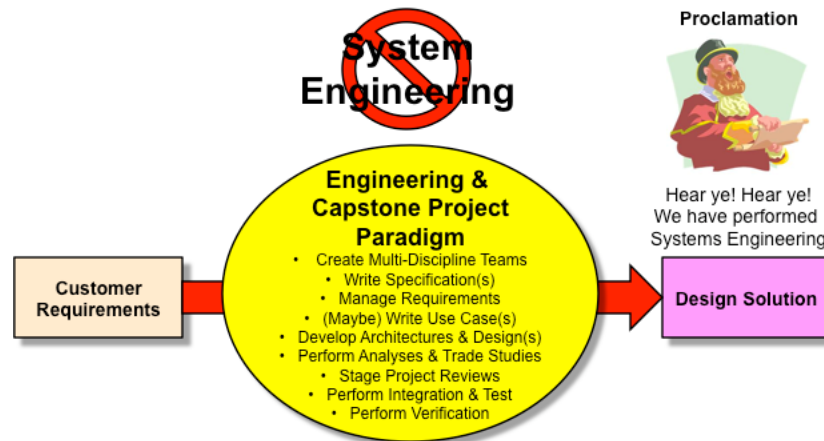 System
Engineering
Proclamation
Hear ye! Hear ye!
We have performed
Systems Engineering
Customer
Requirements
Engineering &
Capstone Project
Paradigm
• Create Multi-Discipline Teams
• Write Specification(s)
• Manage Requirements
• (Maybe) Write Use Case(s)
• Develop Architectures & Design(s)
• Perform Analyses & Trade Studies
• Stage Project Reviews
• Perform Integration & Test
• Perform Verification
Design Solution